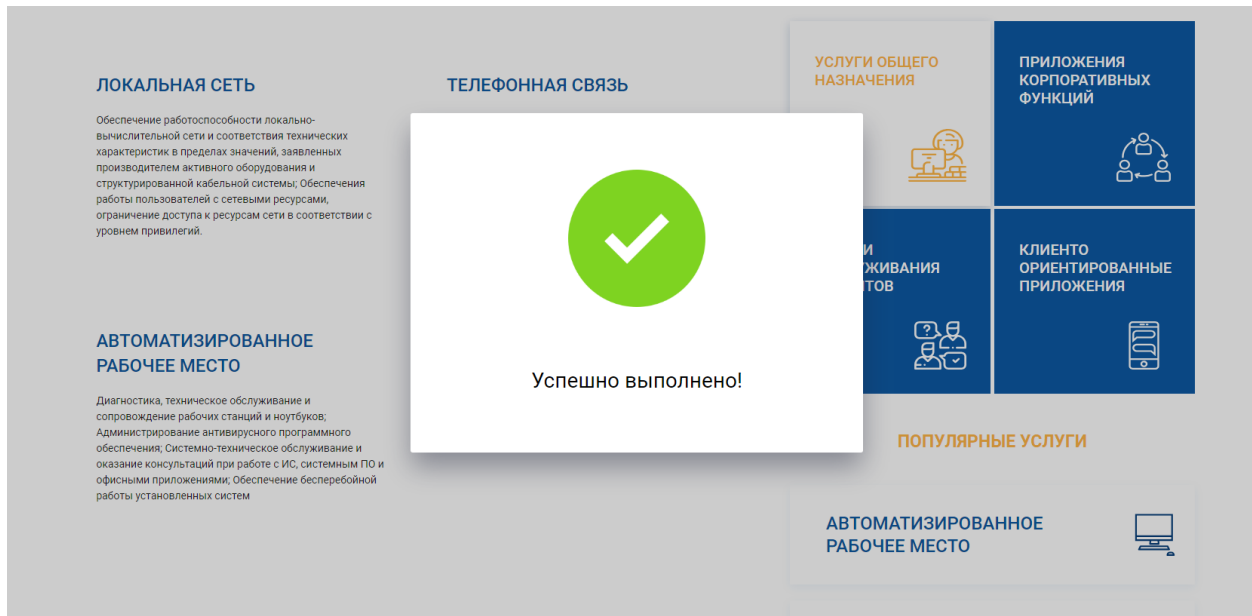 ЛОКАЛЬНАЯ СЕТЬ
Обеспечение работоспособности локально-
вычислительной сети и соответствия технических
характеристик в пределах значений, заявленных
производителем активного оборудования и
структурированной кабельной системы; Обеспечения
работы пользователей с сетевыми ресурсами,
ограничение доступа к ресурсам сети в соответствии с
уровнем привилегий.
ТЕЛЕФОННАЯ СВЯЗЬ
АВТОМАТИЗИРОВАННОЕ
РАБОЧЕЕ МЕСТО
Диагностика, техническое обслуживание и
сопровождение рабочих станций и ноутбуков;
Администрирование антивирусного программного
обеспечения; Системно-техническое обслуживание и
оказание консультаций при работе с ИС, системным ПО и
офисными приложениями; Обеспечение бесперебойной
работы установленных систем
Успешно выполнено!
УСЛУГИ ОБЩЕГО
НАЗНАЧЕНИЯ
ПРИЛОЖЕНИЯ
КОРПОРАТИВНЫХ
ФУНКЦИЙ
КЛИЕНТО
ОРИЕНТИРОВАННЫЕ
ПРИЛОЖЕНИЯ
ПОПУЛЯРНЫЕ УСЛУГИ
АВТОМАТИЗИРОВАННОЕ
РАБОЧЕЕ МЕСТО